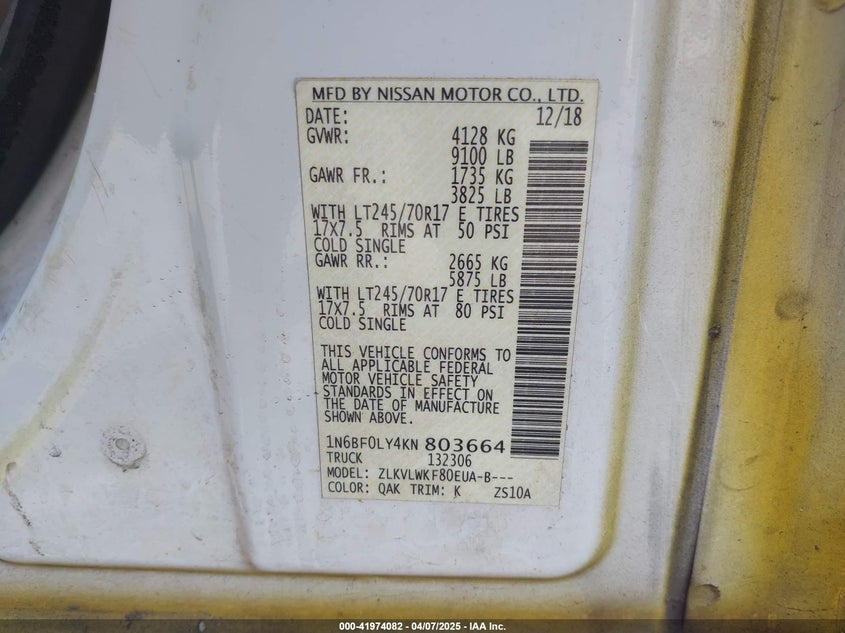 MFD BY NISSAN MOTOR CO., LTD.
DATE: 12/18
GVWR: 4128 KG
9100 LB
GAWR FR.: 1735 KG
3825 LB
WITH LT245/70R17 E TIRES
17X7.5 RIMS AT 50 PSI
COLD SINGLE
GAWR RR.: 2665 KG
5875 LB
WITH LT245/70R17 E TIRES
17X7.5 RIMS AT 80 PSI
COLD SINGLE
THIS VEHICLE CONFORMS TO
ALL APPLICABLE FEDERAL
MOTOR VEHICLE SAFETY
STANDARDS IN EFFECT ON
THE DATE OF MANUFACTURE
SHOWN ABOVE.
1N6BF0LY4KN 803664
TRUCK 132306
MODEL: ZLKVLWKF80EUA-B---
COLOR: QAK TRIM: K ZS10A
000-41974082 - 04/07/2025 - IAA Inc.